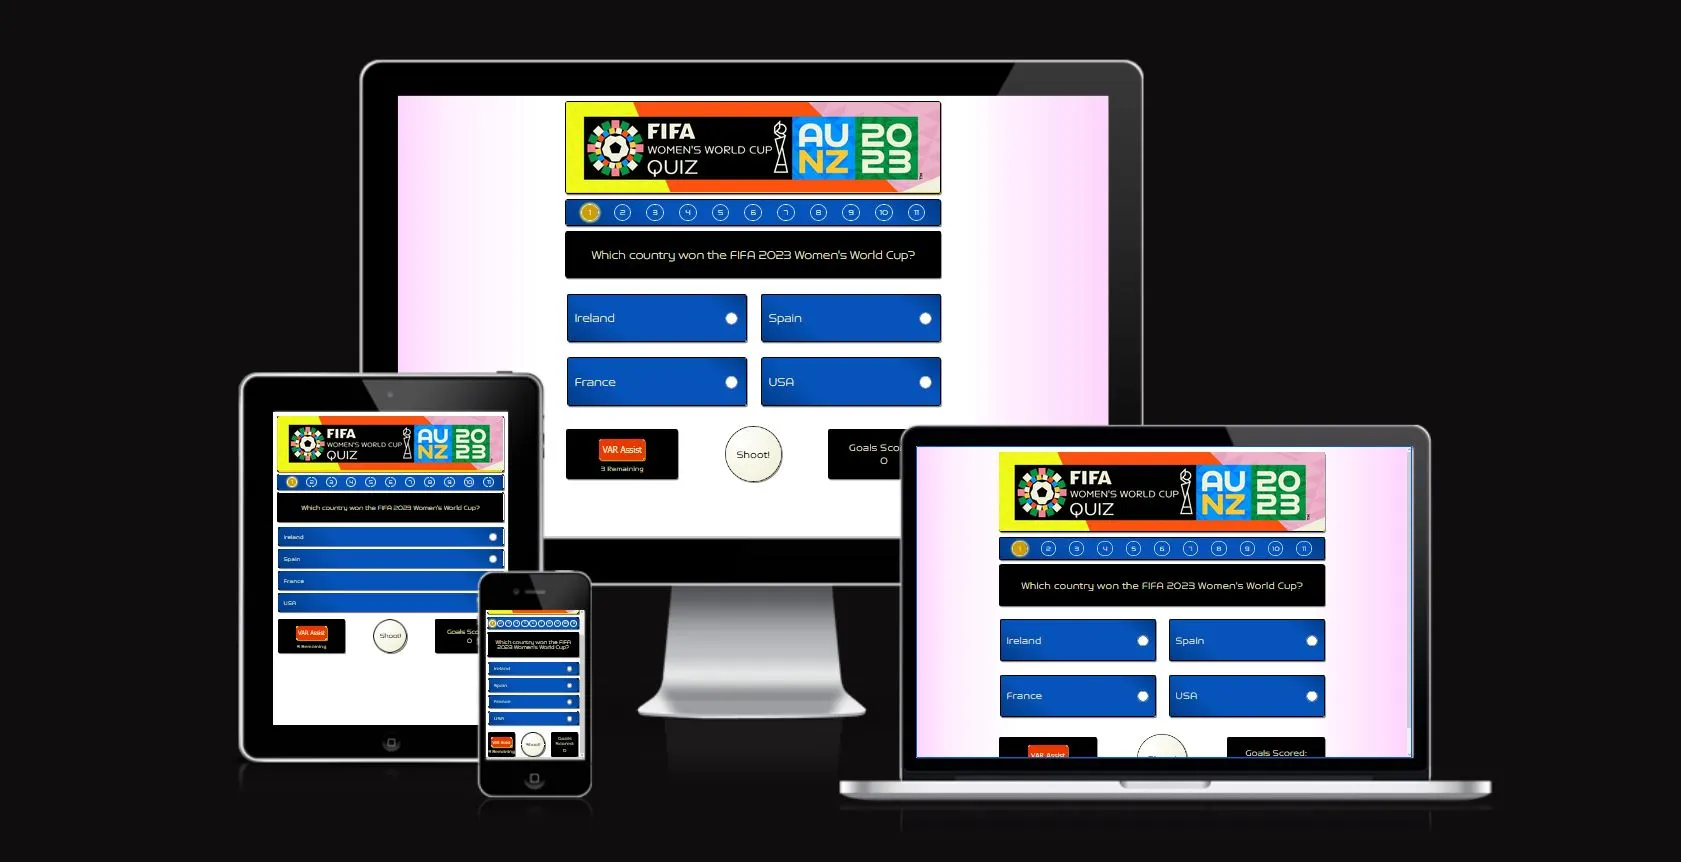 FIFA
WOMEN'S WORLD CUP
QUIZ
AU
NZ
20
23
1 2 3 4 5 6 7 8 9 10 11
Which country won the FIFA 2023 Women's World Cup?
Ireland
Spain
France
USA
VAR Assist
3 Remaining
Shoot!
Goals Sco
0
FIFA
WOMEN'S WORLD CUP
QUIZ
AU
NZ
20
23
1 2 3 4 5 6 7 8 9 10 11
Which country won the FIFA 2023 Women's World Cup?
Ireland
Spain
France
USA
VAR Assist
Remaining
Shoot!
Goals Sco
0
Which country won the FIFA
2023 Women's World Cup?
Ireland
Spain
France
USA
VAR Assist
Remaining
Shoot!
Goals
Scored:
0
FIFA
WOMEN'S WORLD CUP
QUIZ
AU
NZ
20
23
1 2 3 4 5 6 7 8 9 10 11
Which country won the FIFA 2023 Women's World Cup?
Ireland
Spain
France
USA
VAR Assist
Goals Scored: